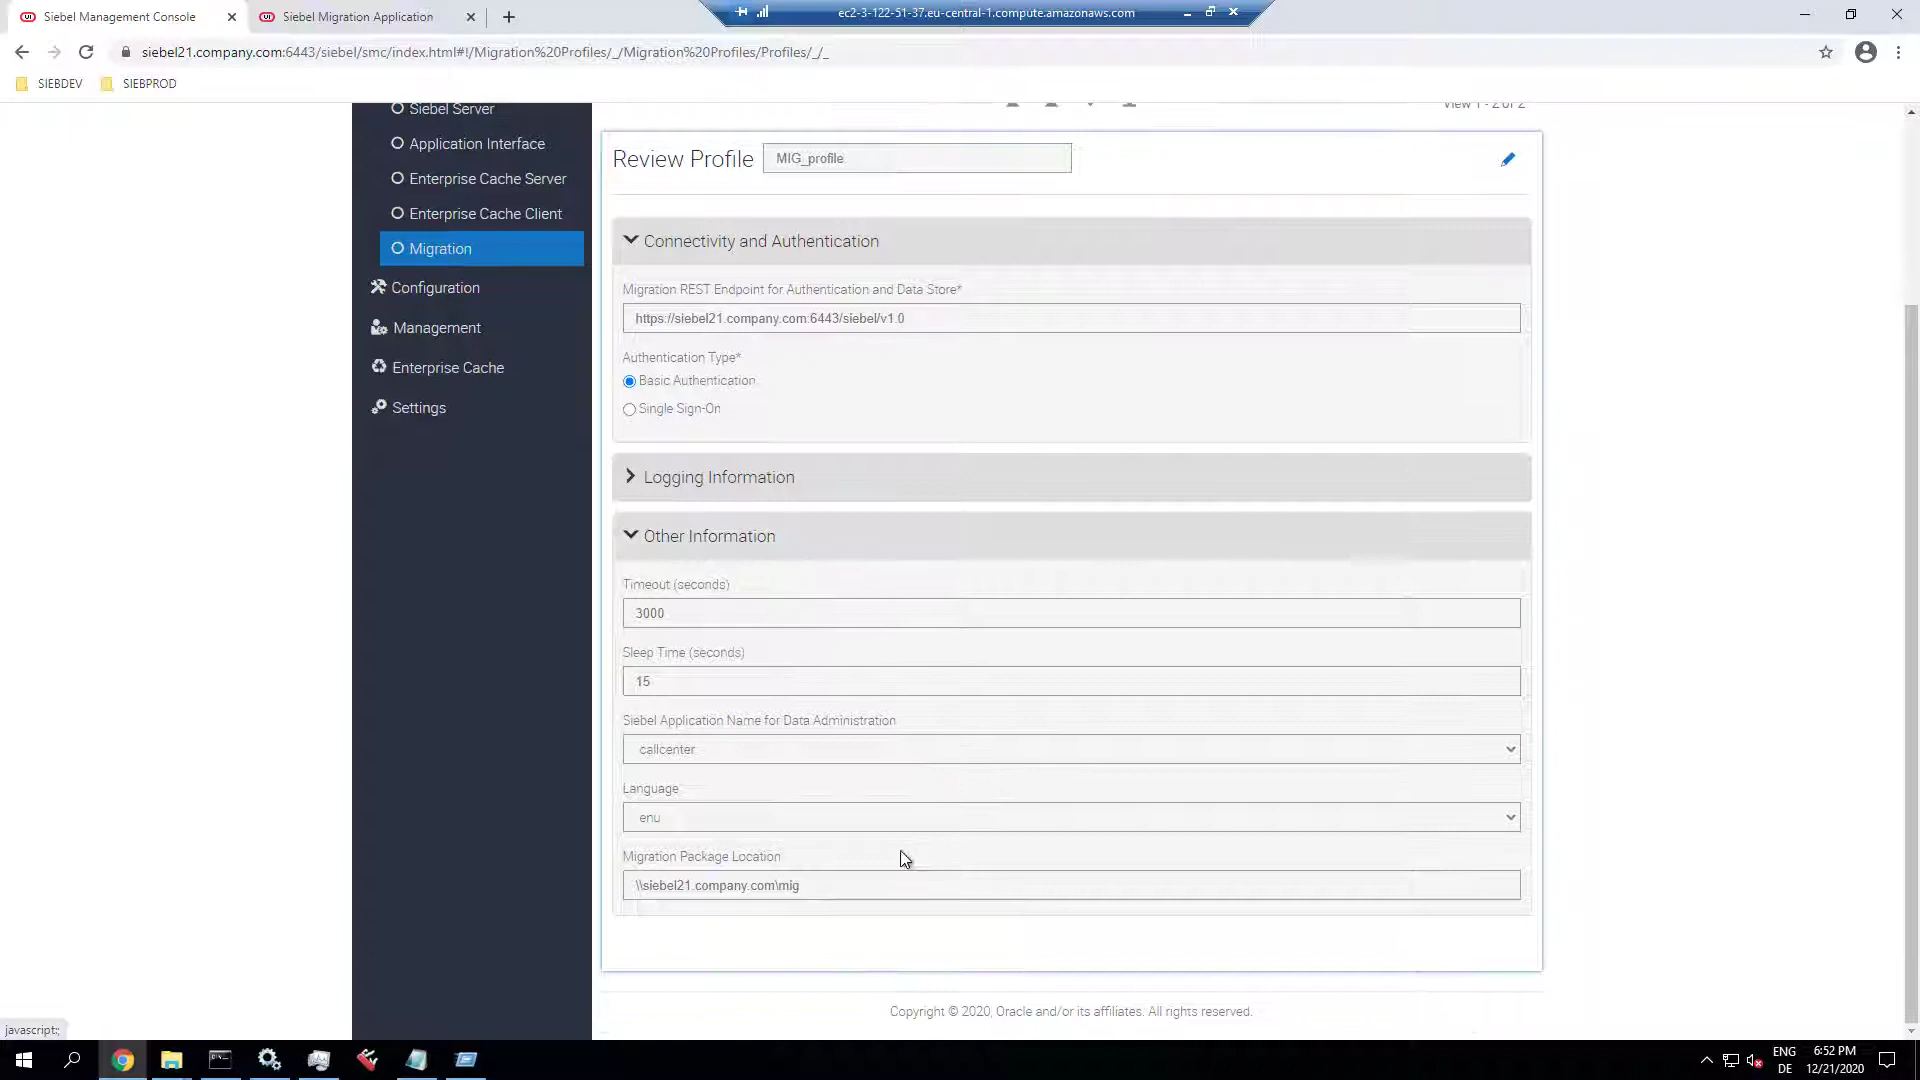 Siebel Management Console
Siebel Migration Application
ec2-3-122-51-37.eu-central-1.compute.amazonaws.com
siebel21.company.com:6443/siebel/smc/index.html#!/Migration%20Profiles/_/Migration%20Profiles/Profiles/_/_
SIEBDEV
SIEBPROD
Siebel Server
View 1 - 2 of 2
Application Interface
Review Profile
MIG_profile
Enterprise Cache Server
Enterprise Cache Client
Migration
Connectivity and Authentication
Configuration
Migration REST Endpoint for Authentication and Data Store*
https://siebel21.company.com:6443/siebel/v1.0
Management
Authentication Type*
Enterprise Cache
Basic Authentication
Settings
Single Sign-On
Logging Information
Other Information
Timeout (seconds)
3000
Sleep Time (seconds)
15
Siebel Application Name for Data Administration
callcenter
Language
enu
Migration Package Location
\\siebel21.company.com\mig
Copyright © 2020, Oracle and/or its affiliates. All rights reserved.
javascript:;
ENG
DE
6:52 PM
12/21/2020